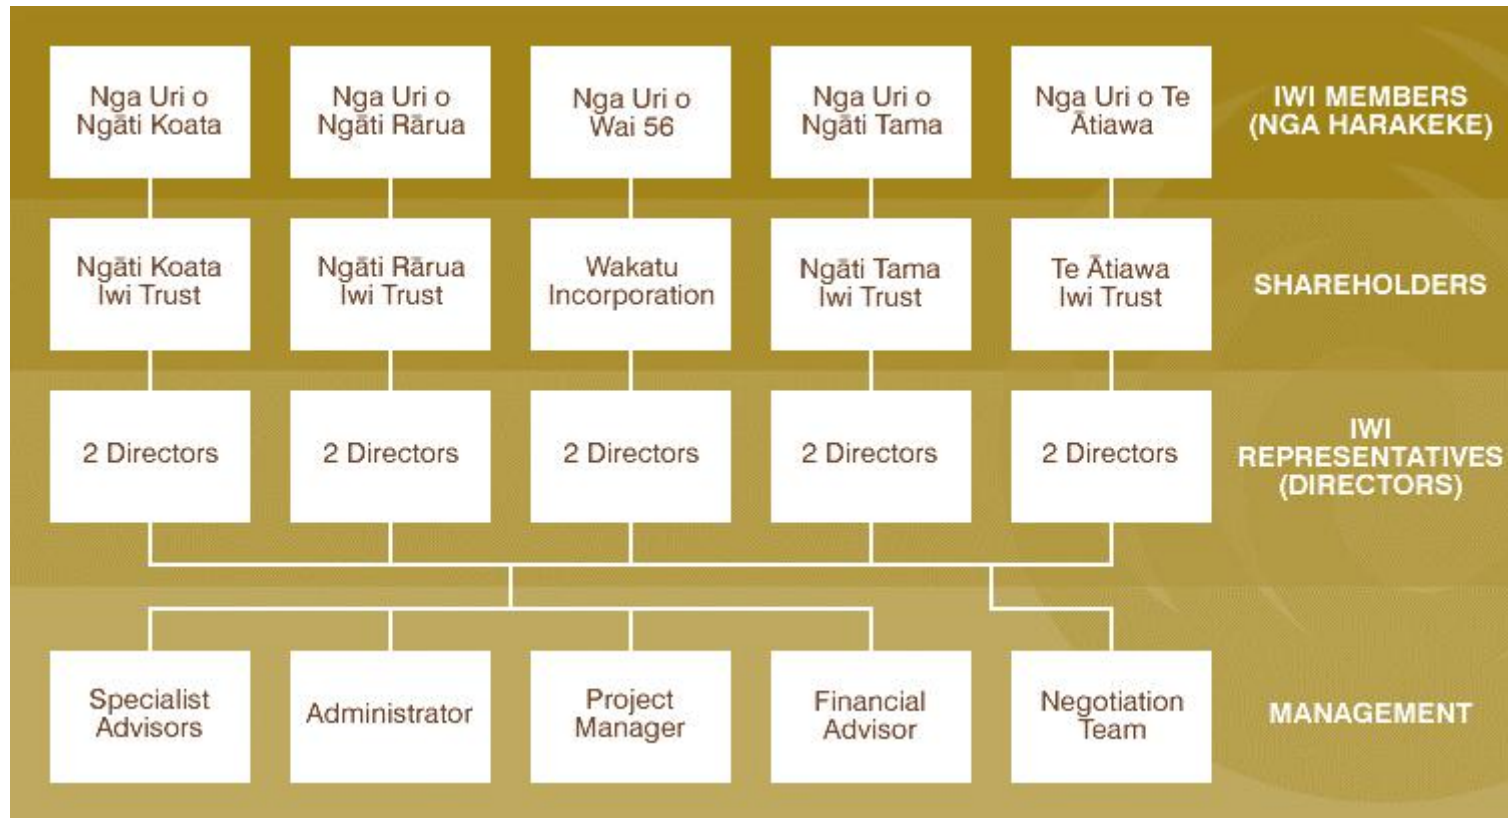 Nga Uri o
Ngāti Koata
Nga Uri o
Ngāti Rārua
Nga Uri o
Wai 56
Nga Uri o
Ngāti Tama
Nga Uri o Te
Ātiawa
IWI MEMBERS
(NGA HARAKEKE)
Ngāti Koata
Iwi Trust
Ngāti Rārua
Iwi Trust
Wakatu
Incorporation
Ngāti Tama
Iwi Trust
Te Ātiawa
Iwi Trust
SHAREHOLDERS
2 Directors
2 Directors
2 Directors
2 Directors
2 Directors
IWI
REPRESENTATIVES
(DIRECTORS)
Specialist
Advisors
Administrator
Project
Manager
Financial
Advisor
Negotiation
Team
MANAGEMENT